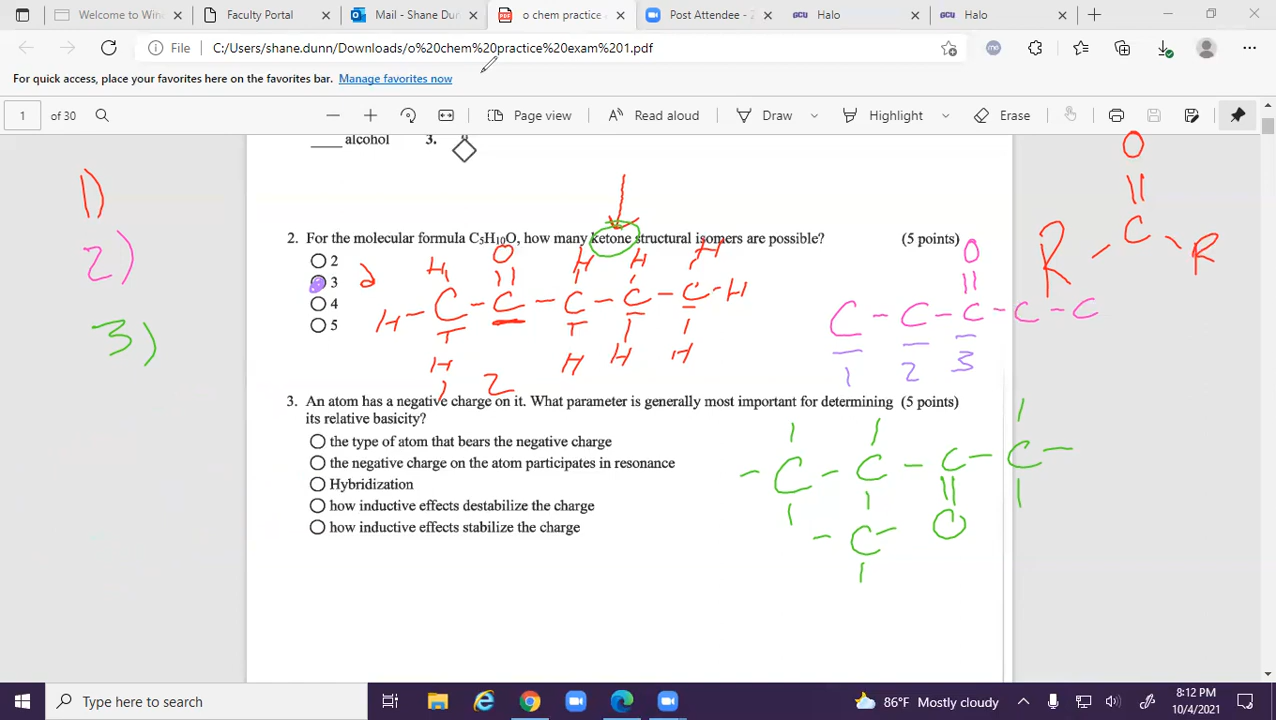 Welcome to Win
Faculty Portal
Mail - Shane Dun
o chem practice e
Post Attendee - Z
GCU Halo
GCU Halo
File C:/Users/shane.dunn/Downloads/o%20chem%20practice%20exam%201.pdf
For quick access, place your favorites here on the favorites bar. Manage favorites now
1 of 30
Page view
Read aloud
Draw
Highlight
Erase
____ alcohol 3.
2. For the molecular formula C5H10O, how many ketone structural isomers are possible? (5 points)
2
3
4
5
3. An atom has a negative charge on it. What parameter is generally most important for determining (5 points)
its relative basicity?
the type of atom that bears the negative charge
the negative charge on the atom participates in resonance
Hybridization
how inductive effects destabilize the charge
how inductive effects stabilize the charge
1)
2)
3)
O
H H H H
H - C - C - C - C - C - H
H H H H
1 2
O
R C R
O
C - C - C - C - C
1 2 3
- C - C - C - C -
- C - O
Type here to search
86°F Mostly cloudy
8:12 PM
10/4/2021